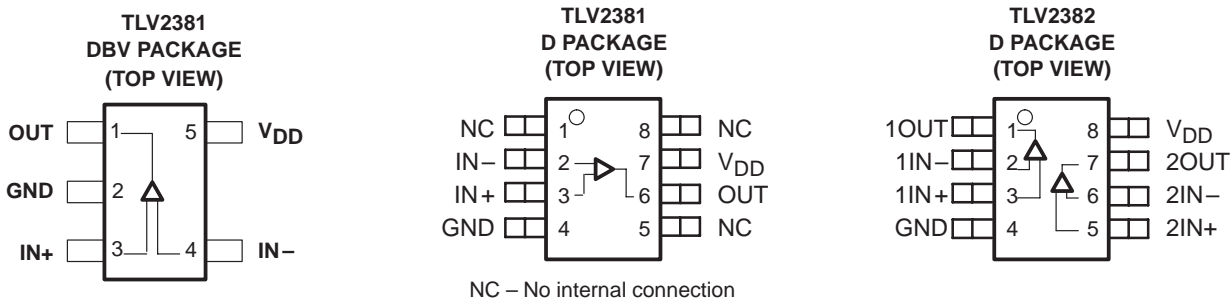 TLV2381
DBV PACKAGE
(TOP VIEW)
OUT 1 5 VDD
GND 2
IN+ 3 4 IN−
TLV2381
D PACKAGE
(TOP VIEW)
NC 1 8 NC
IN− 2 7 VDD
IN+ 3 6 OUT
GND 4 5 NC
NC – No internal connection
TLV2382
D PACKAGE
(TOP VIEW)
1OUT 1 8 VDD
1IN− 2 7 2OUT
1IN+ 3 6 2IN−
GND 4 5 2IN+